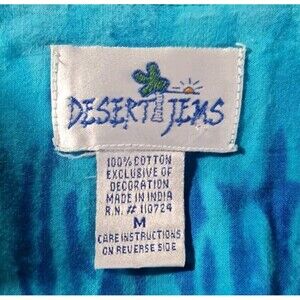 DESERT JEMS
100% COTTON
EXCLUSIVE OF
DECORATION
MADE IN INDIA
R.N. # 110724
M
CARE INSTRUCTIONS
ON REVERSE SIDE